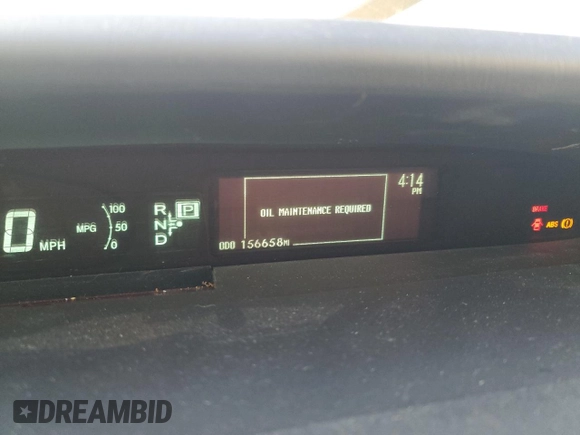 0 MPH
MPG
100
50
0
R
N
D
P
OIL MAINTENANCE REQUIRED
4:14
PM
ODO 156658MI
BRAKE
ABS
DREAMBID